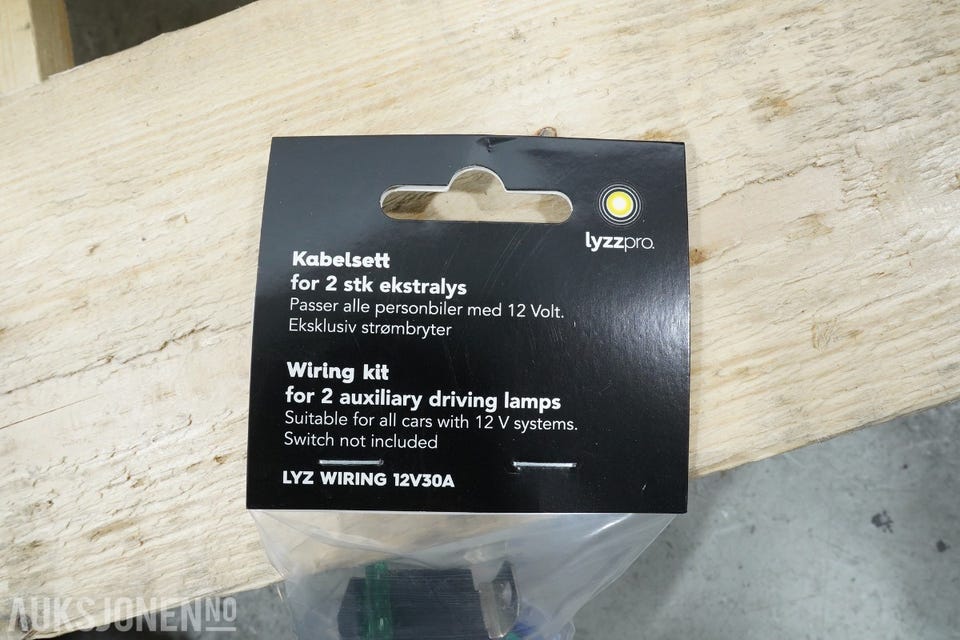 lyzzpro.
Kabelsett
for 2 stk ekstralys
Passer alle personbiler med 12 Volt.
Eksklusiv strømbryter
Wiring kit
for 2 auxiliary driving lamps
Suitable for all cars with 12 V systems.
Switch not included
LYZ WIRING 12V30A
AUKSJONEN.NO